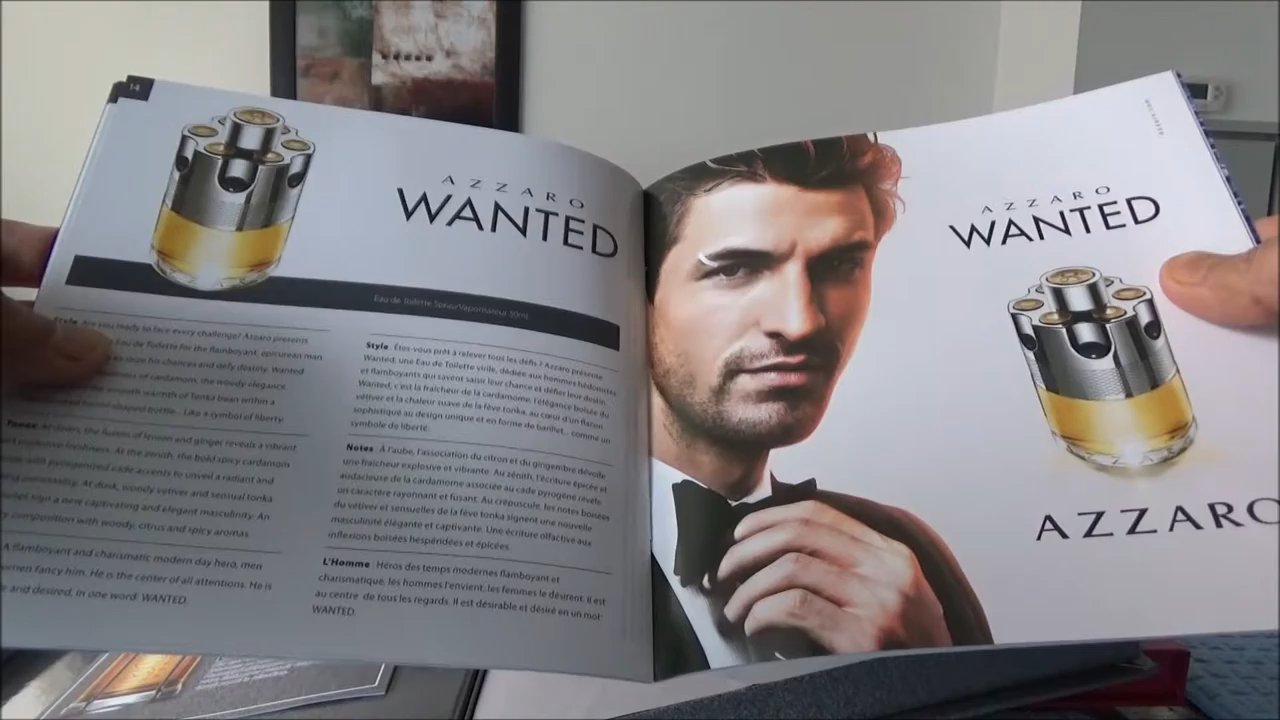 14
AZZARO
WANTED
Eau de Toilette Spray/Vaporisateur 50ml
Style Are you ready to face every challenge? Azzaro presents
Eau de Toilette for the flamboyant, epicurean man
to seize his chances and defy destiny. Wanted
of cardamom, the woody elegance
warmth of Tonka bean within a
shaped bottle... Like a symbol of liberty
the fusion of lemon and ginger reveals a vibrant
freshness. At the zenith, the bold spicy cardamom
pyrogenized cade accents to unveil a radiant and
personality. At dusk, woody vetiver and sensual tonka
sign a new captivating and elegant masculinity. An
composition with woody, citrus and spicy aromas.
A flamboyant and charismatic modern day hero, men
women fancy him. He is the center of all attentions. He is
and desired, in one word: WANTED.
Style Êtes-vous prêt à relever tous les défis ? Azzaro présente
Wanted, une Eau de Toilette virile, dédiée aux hommes hédonistes
et flamboyants qui savent saisir leur chance et défier leur destin.
Wanted, c'est la fraîcheur de la cardamome, l'élégance boisée du
vétiver et la chaleur suave de la fève tonka, au cœur d'un flacon
sophistiqué au design unique et en forme de barillet... comme un
symbole de liberté.
Notes À l'aube, l'association du citron et du gingembre dévoile
une fraîcheur explosive et vibrante. Au zénith, l'écriture épicée et
audacieuse de la cardamome associée au cade pyrogéné révèle
un caractère rayonnant et fusant. Au crépuscule, les notes boisées
du vétiver et sensuelles de la fève tonka signent une nouvelle
masculinité élégante et captivante. Une écriture olfactive aux
inflexions boisées hespéridées et épicées.
L'Homme Héros des temps modernes flamboyant et
charismatique, les hommes l'envient, les femmes le désirent. Il est
au centre de tous les regards. Il est désirable et désiré en un mot
WANTED.
AZZARO
WANTED
AZZARO